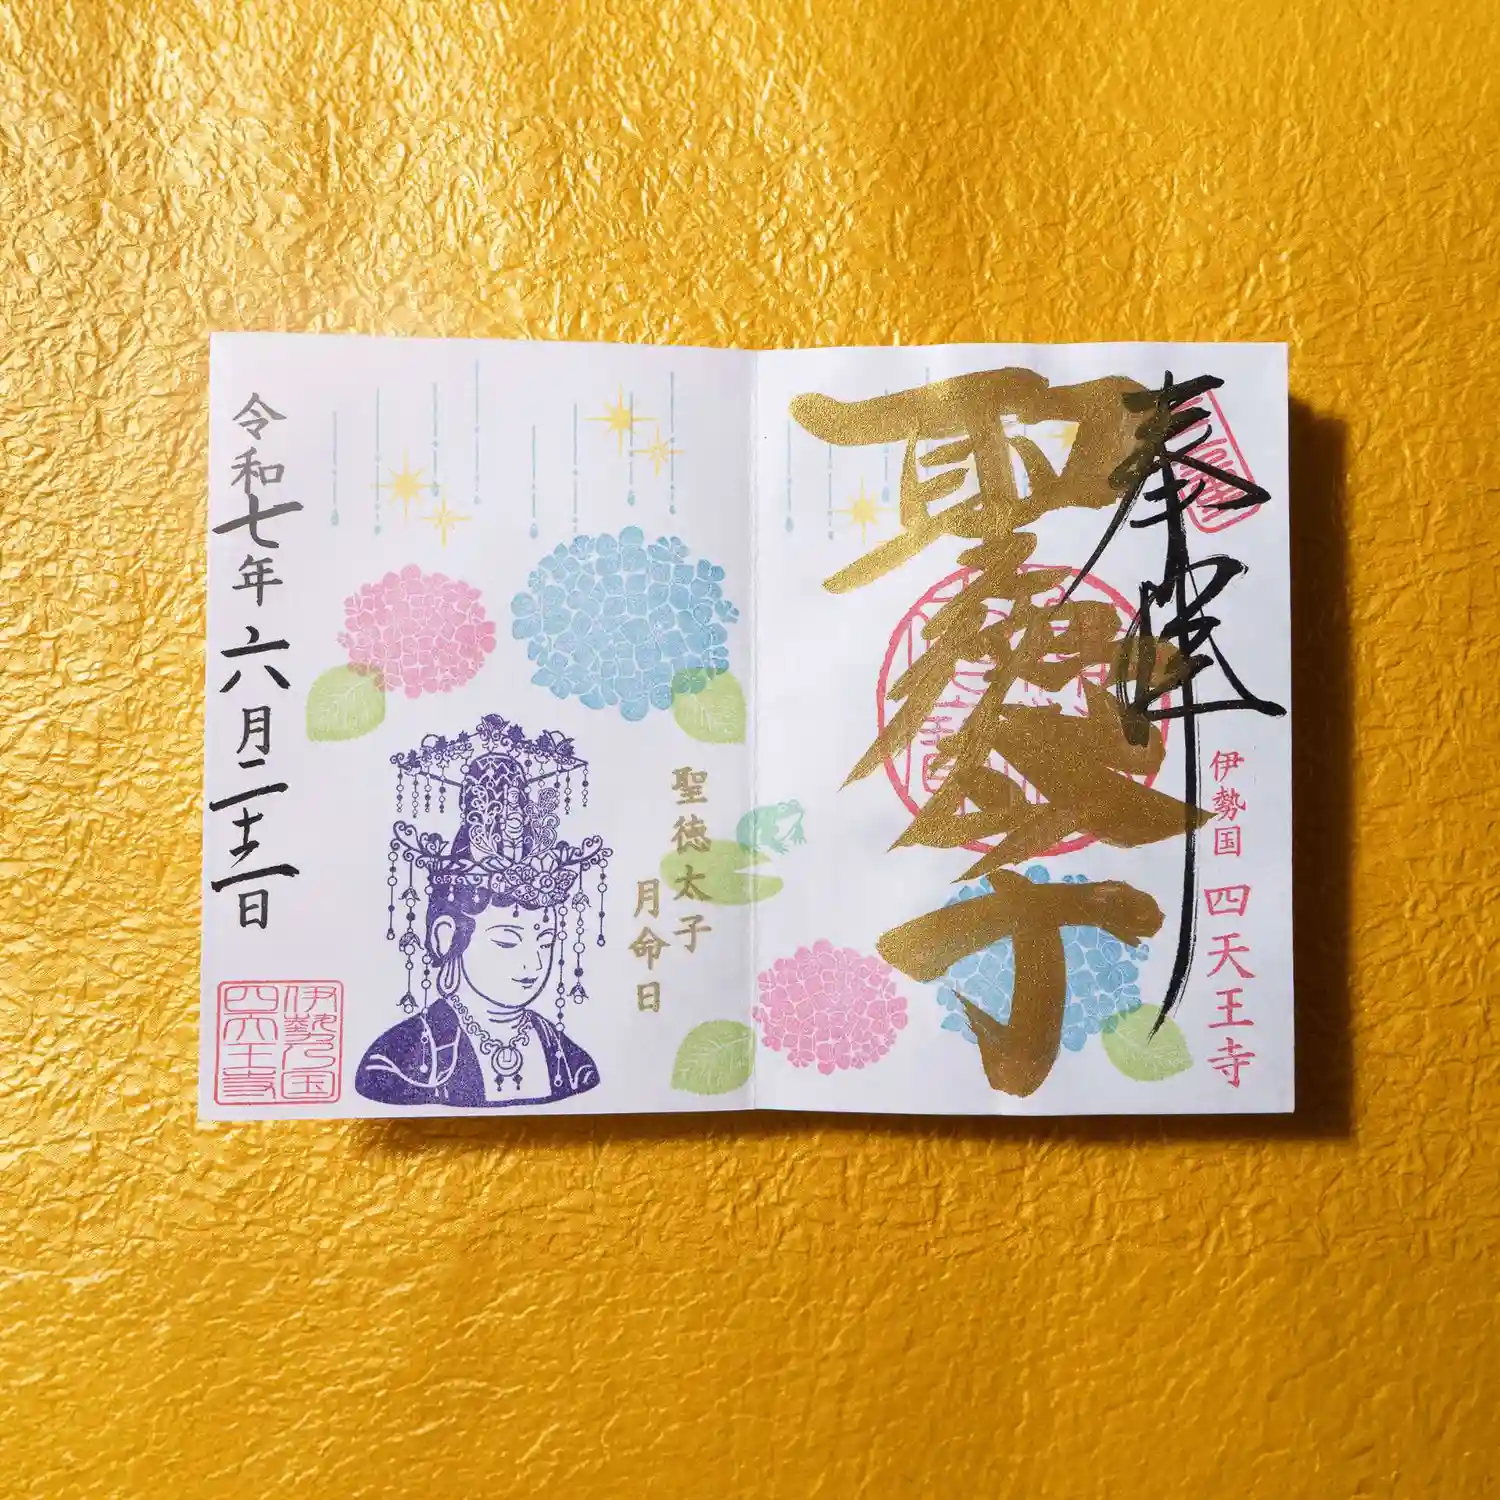 奉拝
聖徳太子
伊勢国 四天王寺
聖徳太子
月命日
令和七年六月二十二日
伊勢乃国
四天王寺